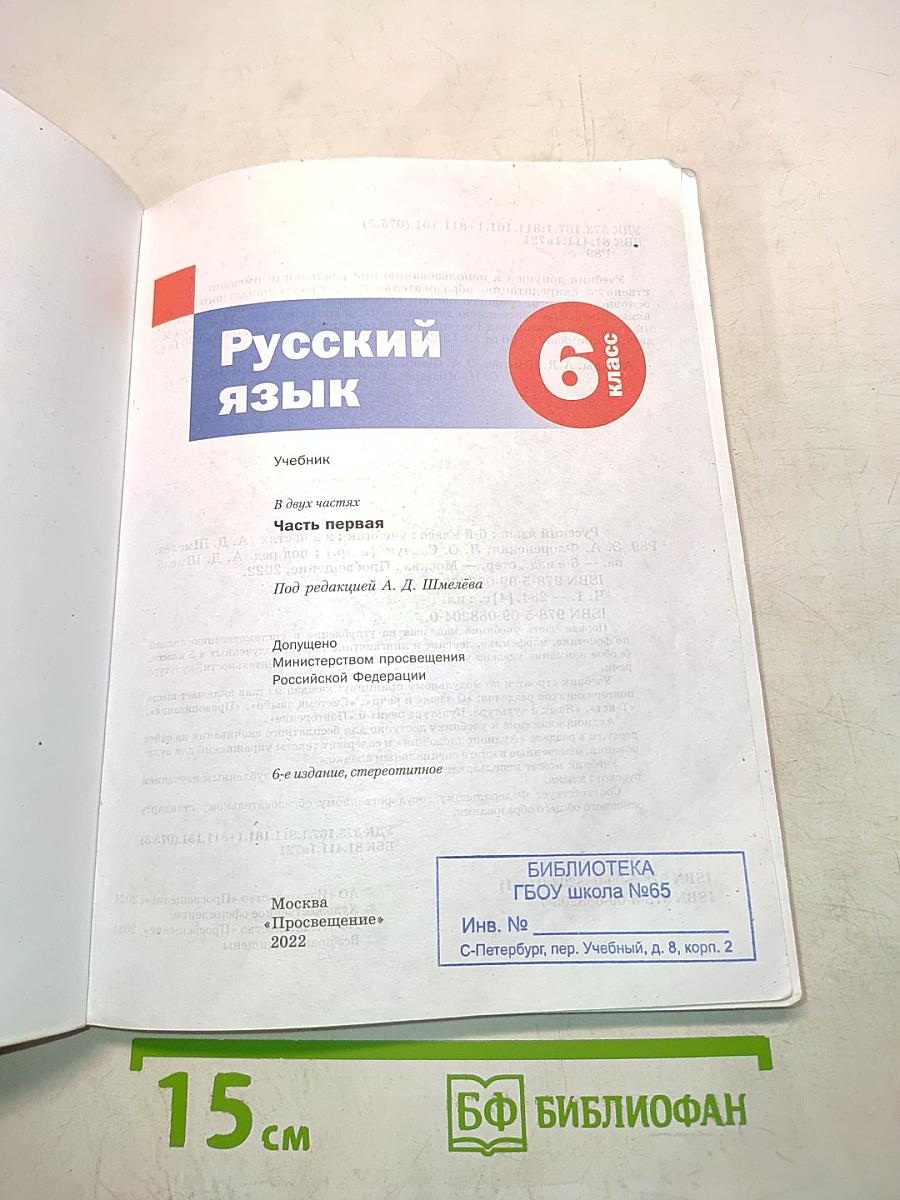 Русский
язык
6
класс
Учебник
В двух частях
Часть первая
Под редакцией А. Д. Шмелёва
Допущено
Министерством просвещения
Российской Федерации
6-е издание, стереотипное
Москва
«Просвещение»
2022
БИБЛИОТЕКА
ГБОУ школа №65
Инв. №
С-Петербург, пер. Учебный, д. 8, корп. 2
15 см
БФ БИБЛИОФАН